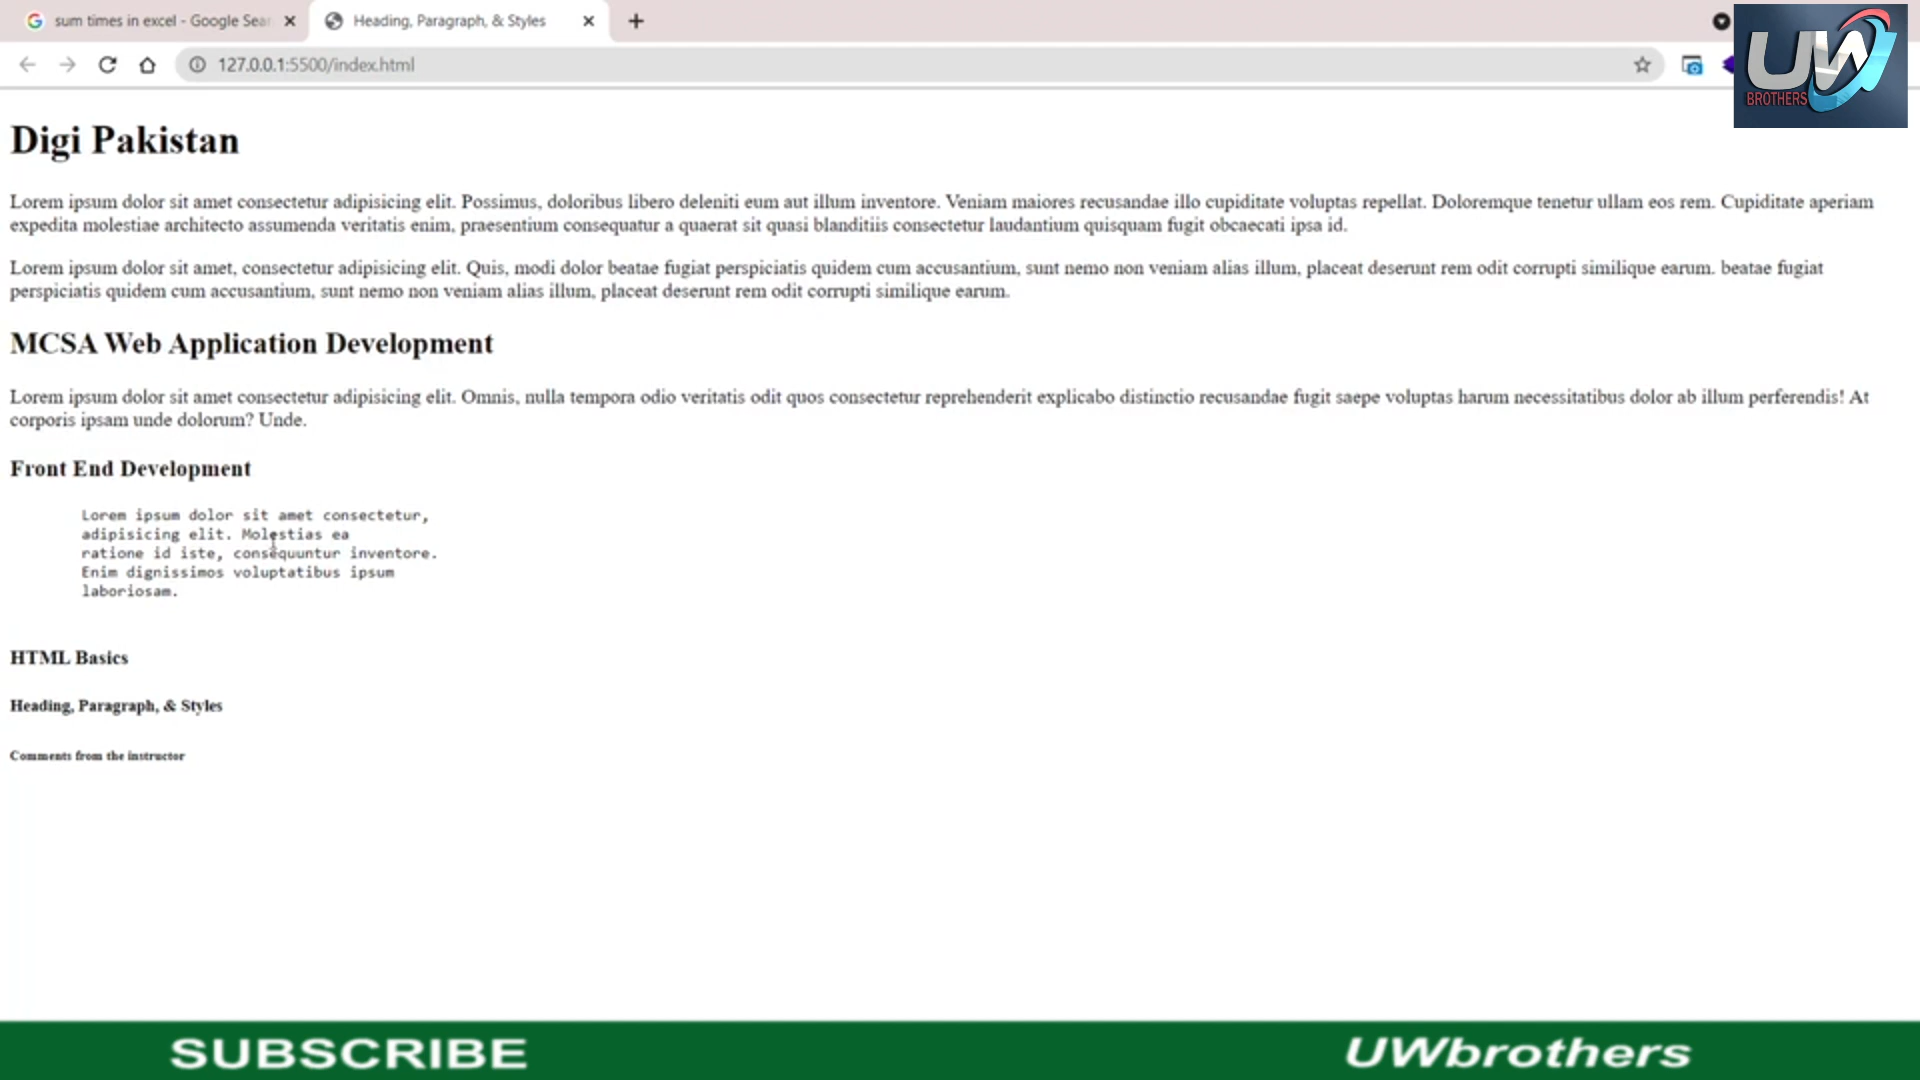 sum times in excel - Google Sear
Heading, Paragraph, & Styles
127.0.0.1:5500/index.html
UW
BROTHERS
Digi Pakistan
Lorem ipsum dolor sit amet consectetur adipisicing elit. Possimus, doloribus libero deleniti eum aut illum inventore. Veniam maiores recusandae illo cupiditate voluptas repellat. Doloremque tenetur ullam eos rem. Cupiditate aperiam
expedita molestiae architecto assumenda veritatis enim, praesentium consequatur a quaerat sit quasi blanditiis consectetur laudantium quisquam fugit obcaecati ipsa id.
Lorem ipsum dolor sit amet, consectetur adipisicing elit. Quis, modi dolor beatae fugiat perspiciatis quidem cum accusantium, sunt nemo non veniam alias illum, placeat deserunt rem odit corrupti similique earum. beatae fugiat
perspiciatis quidem cum accusantium, sunt nemo non veniam alias illum, placeat deserunt rem odit corrupti similique earum.
MCSA Web Application Development
Lorem ipsum dolor sit amet consectetur adipisicing elit. Omnis, nulla tempora odio veritatis odit quos consectetur reprehenderit explicabo distinctio recusandae fugit saepe voluptas harum necessitatibus dolor ab illum perferendis! At
corporis ipsam unde dolorum? Unde.
Front End Development
Lorem ipsum dolor sit amet consectetur,
adipisicing elit. Molestias ea
ratione id iste, consequuntur inventore.
Enim dignissimos voluptatibus ipsum
laboriosam.
HTML Basics
Heading, Paragraph, & Styles
Comments from the instructor
SUBSCRIBE
UWbrothers